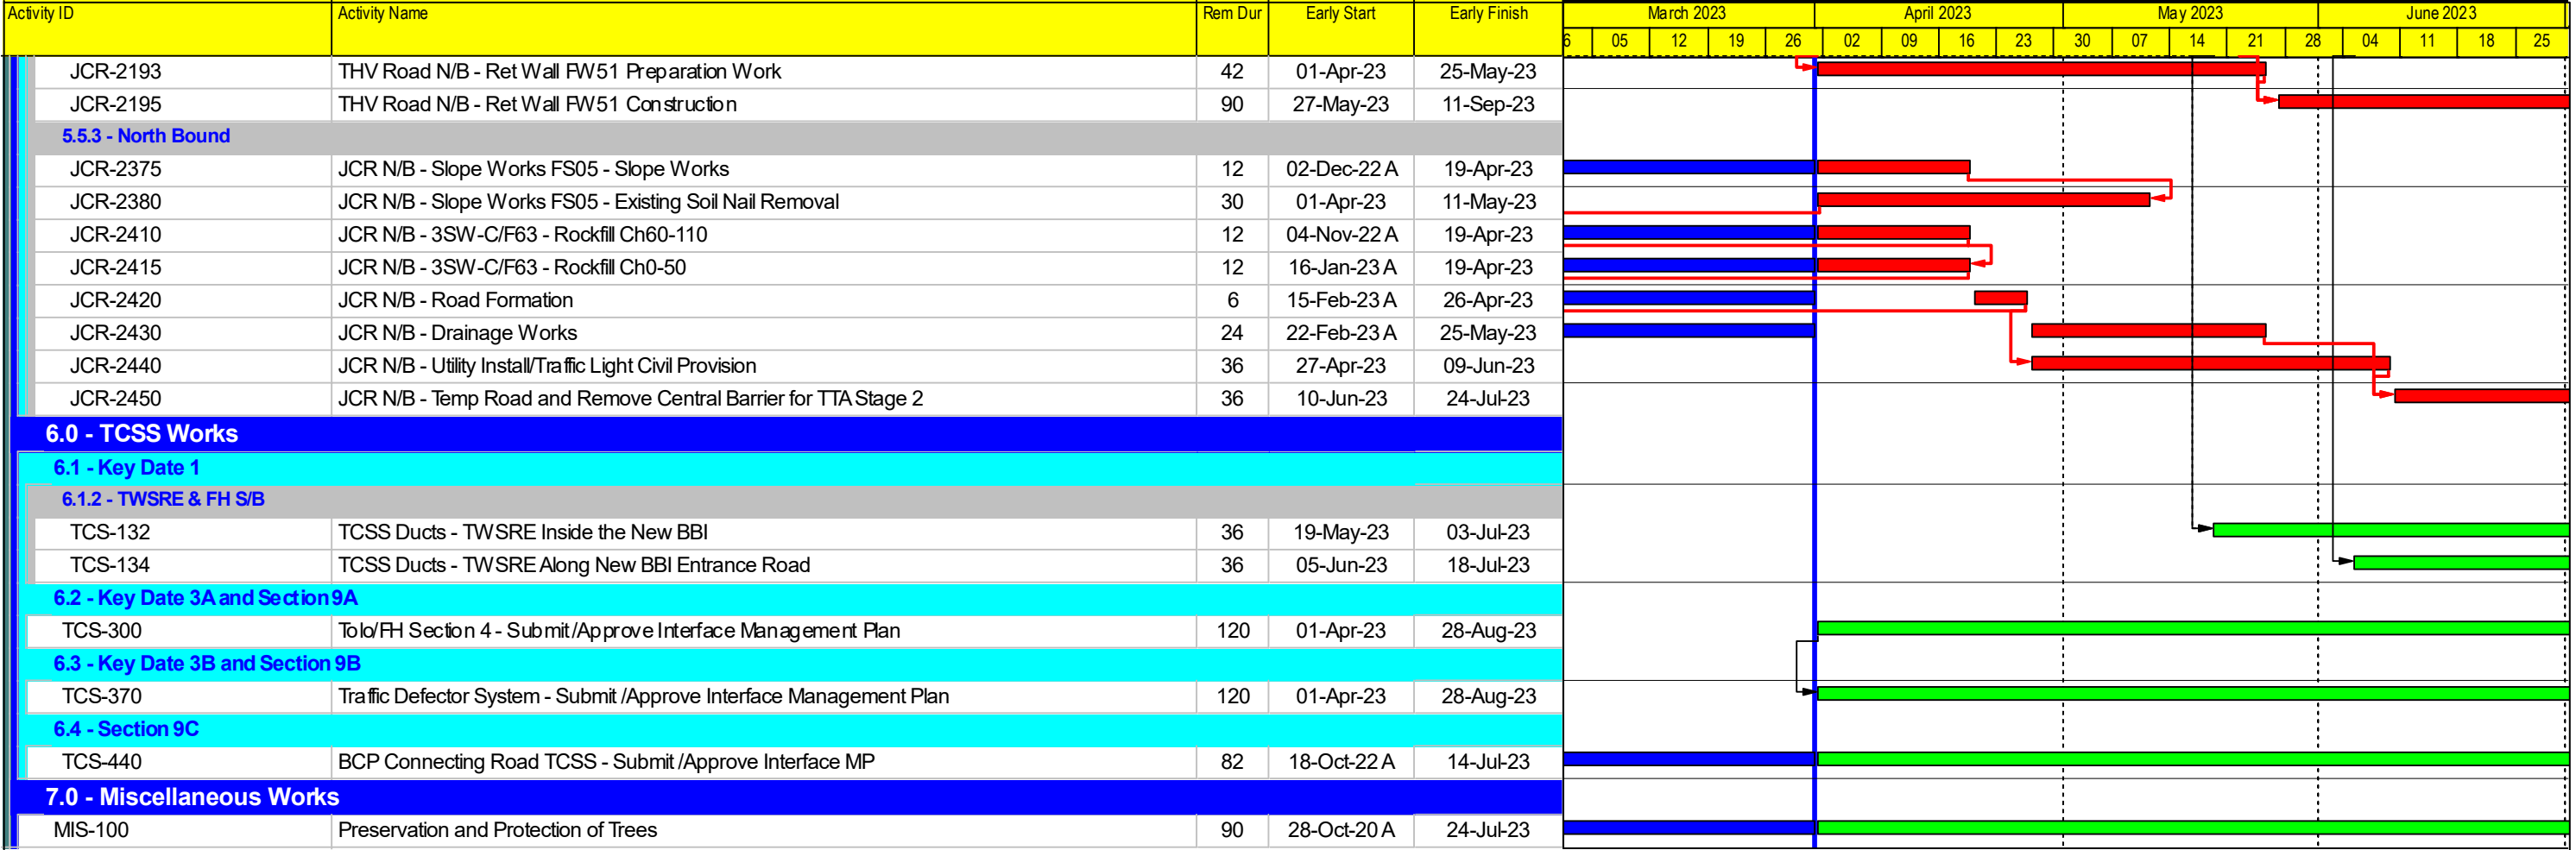 Activity ID Activity Name Rem Dur Early Start Early Finish March 2023 April 2023 May 2023 June 2023
6 05 12 19 26 02 09 16 23 30 07 14 21 28 04 11 18 25
JCR-2193 THV Road N/B - Ret Wall FW51 Preparation Work 42 01-Apr-23 25-May-23
JCR-2195 THV Road N/B - Ret Wall FW51 Construction 90 27-May-23 11-Sep-23
5.5.3 - North Bound
JCR-2375 JCR N/B - Slope Works FS05 - Slope Works 12 02-Dec-22 A 19-Apr-23
JCR-2380 JCR N/B - Slope Works FS05 - Existing Soil Nail Removal 30 01-Apr-23 11-May-23
JCR-2410 JCR N/B - 3SW-C/F63 - Rockfill Ch60-110 12 04-Nov-22 A 19-Apr-23
JCR-2415 JCR N/B - 3SW-C/F63 - Rockfill Ch0-50 12 16-Jan-23 A 19-Apr-23
JCR-2420 JCR N/B - Road Formation 6 15-Feb-23 A 26-Apr-23
JCR-2430 JCR N/B - Drainage Works 24 22-Feb-23 A 25-May-23
JCR-2440 JCR N/B - Utility Install/Traffic Light Civil Provision 36 27-Apr-23 09-Jun-23
JCR-2450 JCR N/B - Temp Road and Remove Central Barrier for TTA Stage 2 36 10-Jun-23 24-Jul-23
6.0 - TCSS Works
6.1 - Key Date 1
6.1.2 - TWSRE & FH S/B
TCS-132 TCSS Ducts - TWSRE Inside the New BBI 36 19-May-23 03-Jul-23
TCS-134 TCSS Ducts - TWSRE Along New BBI Entrance Road 36 05-Jun-23 18-Jul-23
6.2 - Key Date 3A and Section 9A
TCS-300 Tolo/FH Section 4 - Submit/Approve Interface Management Plan 120 01-Apr-23 28-Aug-23
6.3 - Key Date 3B and Section 9B
TCS-370 Traffic Defector System - Submit /Approve Interface Management Plan 120 01-Apr-23 28-Aug-23
6.4 - Section 9C
TCS-440 BCP Connecting Road TCSS - Submit /Approve Interface MP 82 18-Oct-22 A 14-Jul-23
7.0 - Miscellaneous Works
MIS-100 Preservation and Protection of Trees 90 28-Oct-20 A 24-Jul-23